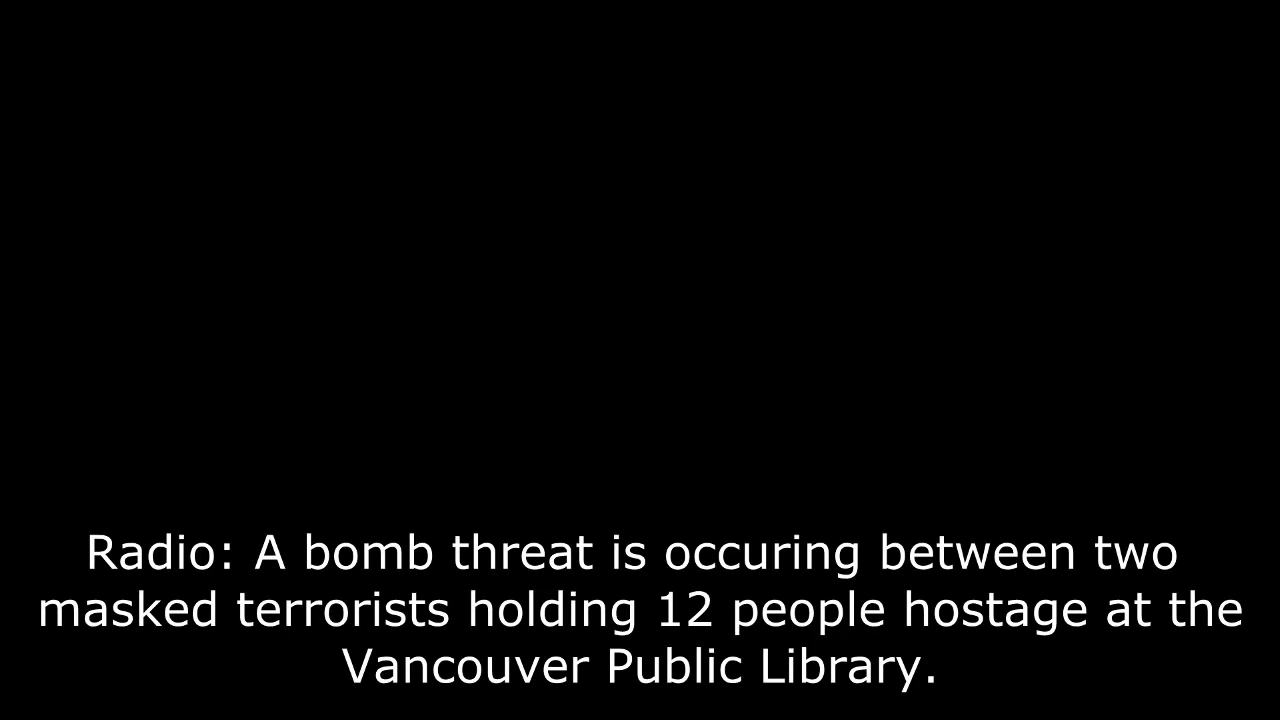 Radio: A bomb threat is occuring between two
masked terrorists holding 12 people hostage at the
Vancouver Public Library.